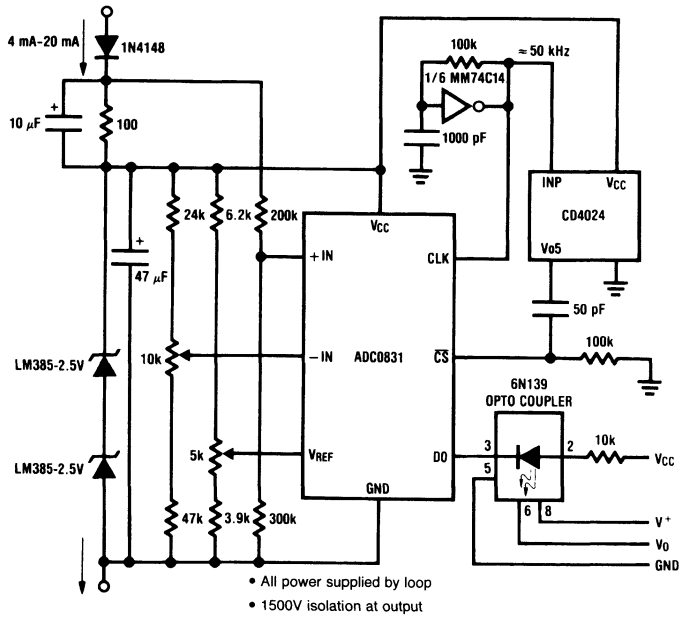 4 mA-20 mA
1N4148
100k
≈ 50 kHz
1/6 MM74C14
+
10 µF
100
1000 pF
INP
VCC
CD4024
VO5
24k
6.2k
200k
VCC
+
47 µF
+ IN
CLK
50 pF
LM385-2.5V
10k
− IN
ADC0831
CS
100k
6N139
OPTO COUPLER
LM385-2.5V
5k
VREF
DO
3
2
10k
VCC
5
GND
47k
3.9k
300k
6
8
V+
VO
GND
• All power supplied by loop
• 1500V isolation at output